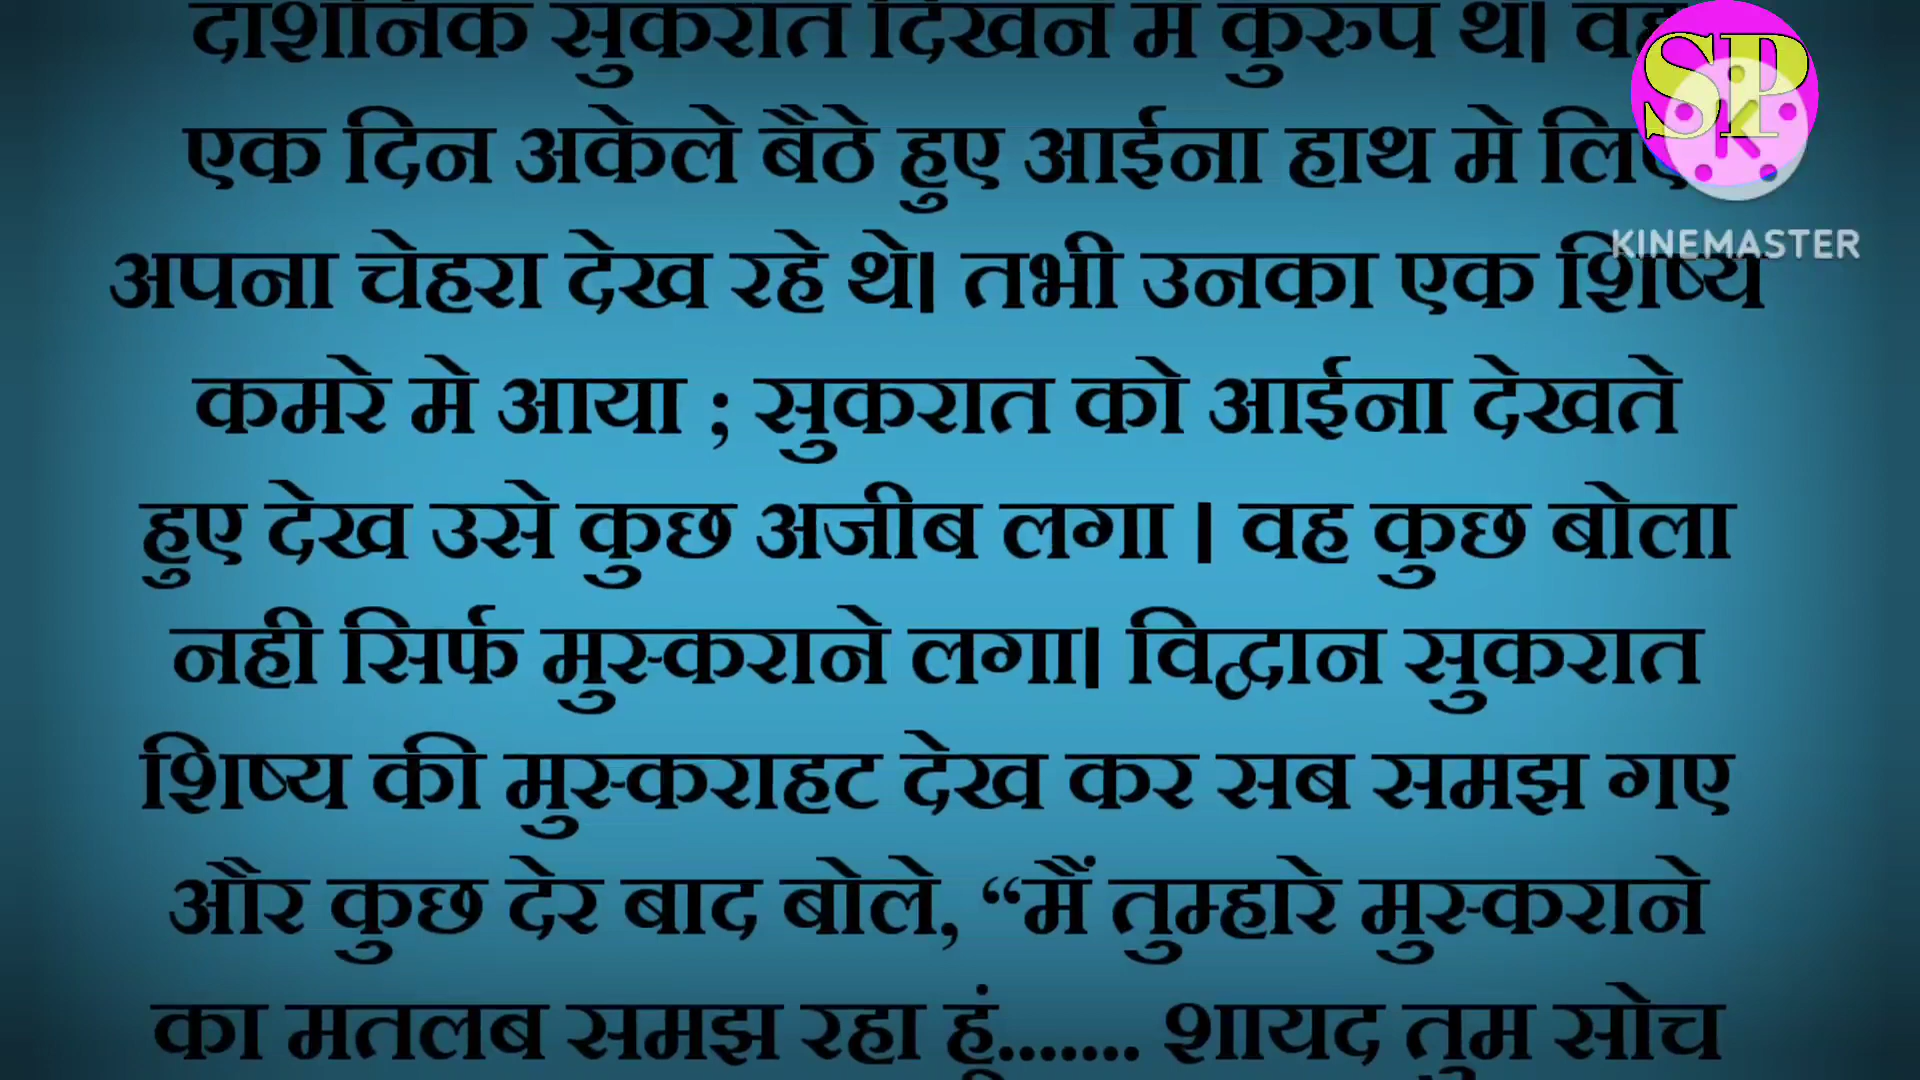 दार्शनिक सुकरात दिखने मे कुरुप थे। वह
एक दिन अकेले बैठे हुए आईना हाथ मे लिए
अपना चेहरा देख रहे थे। तभी उनका एक शिष्य
कमरे मे आया ; सुकरात को आईना देखते
हुए देख उसे कुछ अजीब लगा । वह कुछ बोला
नही सिर्फ मुस्कराने लगा। विद्वान सुकरात
शिष्य की मुस्कराहट देख कर सब समझ गए
और कुछ देर बाद बोले, “मैं तुम्हारे मुस्कराने
का मतलब समझ रहा हूं....... शायद तुम सोच
SP
K
KINEMASTER